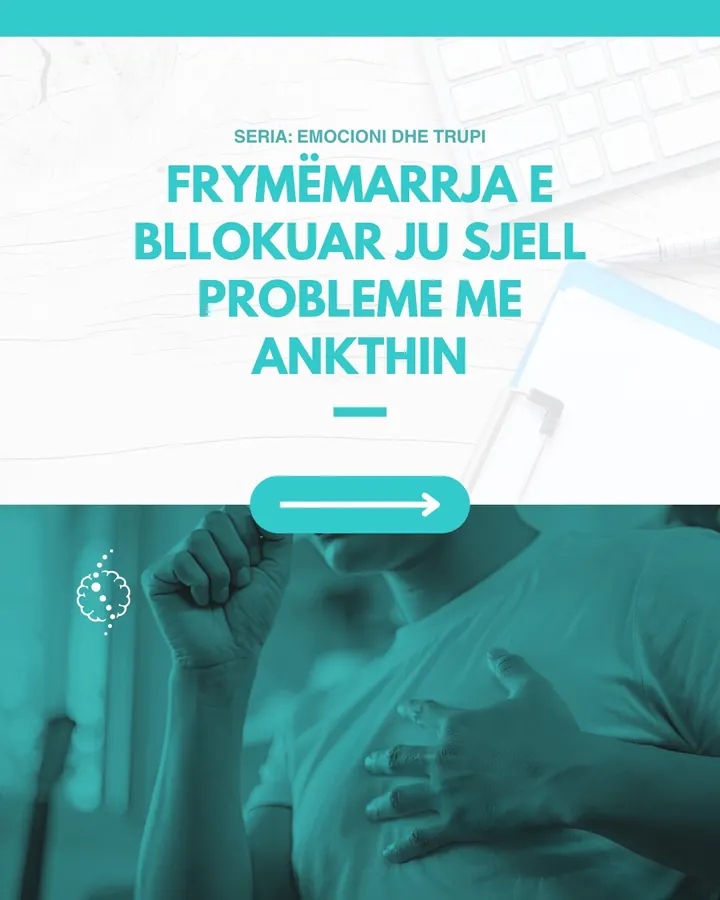 SERIA: EMOCIONI DHE TRUPI
FRYMËMARRJA E
BLLOKUAR JU SJELL
PROBLEME ME
ANKTHIN